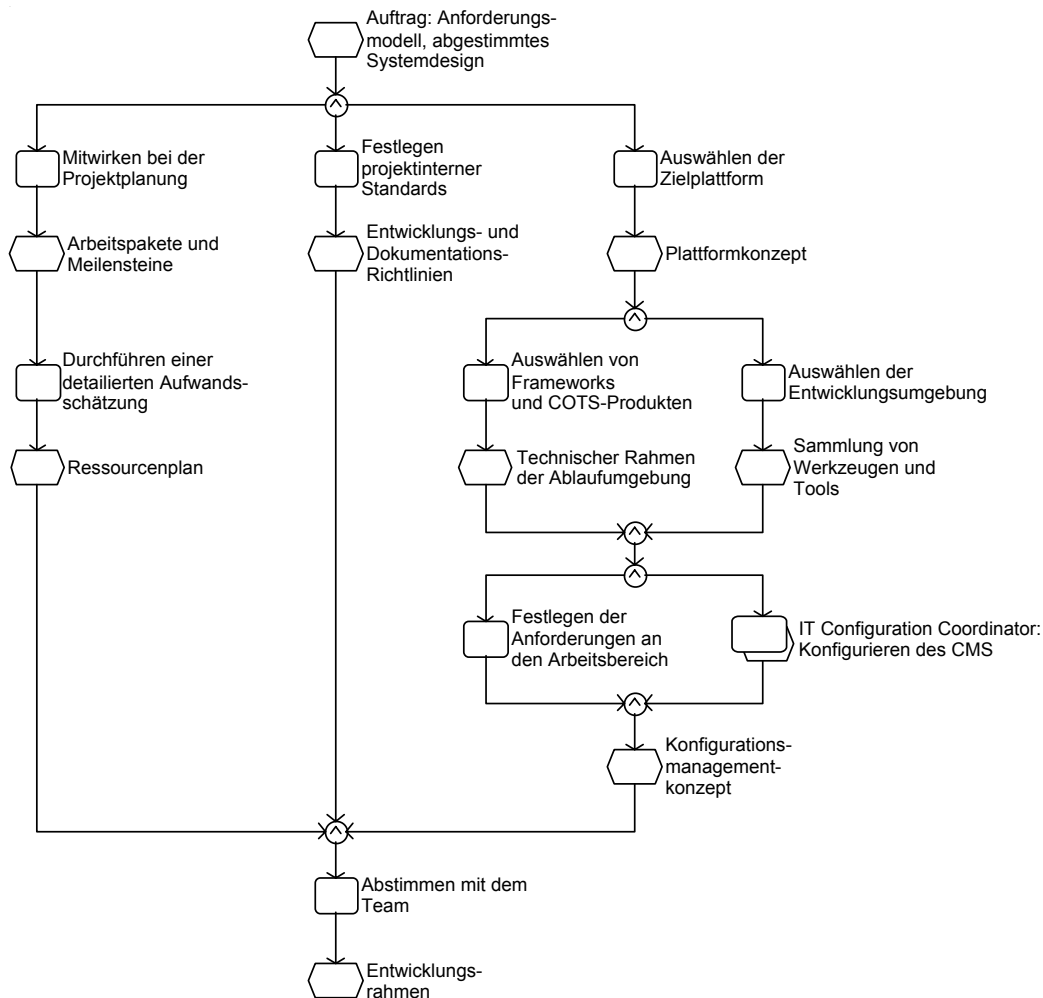 Auftrag: Anforderungs-
modell, abgestimmtes
Systemdesign
Mitwirken bei der
Projektplanung
Festlegen
projektinterner
Standards
Auswählen der
Zielplattform
Arbeitspakete und
Meilensteine
Entwicklungs- und
Dokumentations-
Richtlinien
Plattformkonzept
Durchführen einer
detailierten Aufwands-
schätzung
Auswählen von
Frameworks
und COTS-Produkten
Auswählen der
Entwicklungsumgebung
Ressourcenplan
Technischer Rahmen
der Ablaufumgebung
Sammlung von
Werkzeugen und
Tools
Festlegen der
Anforderungen an
den Arbeitsbereich
IT Configuration Coordinator:
Konfigurieren des CMS
Konfigurations-
management-
konzept
Abstimmen mit dem
Team
Entwicklungs-
rahmen